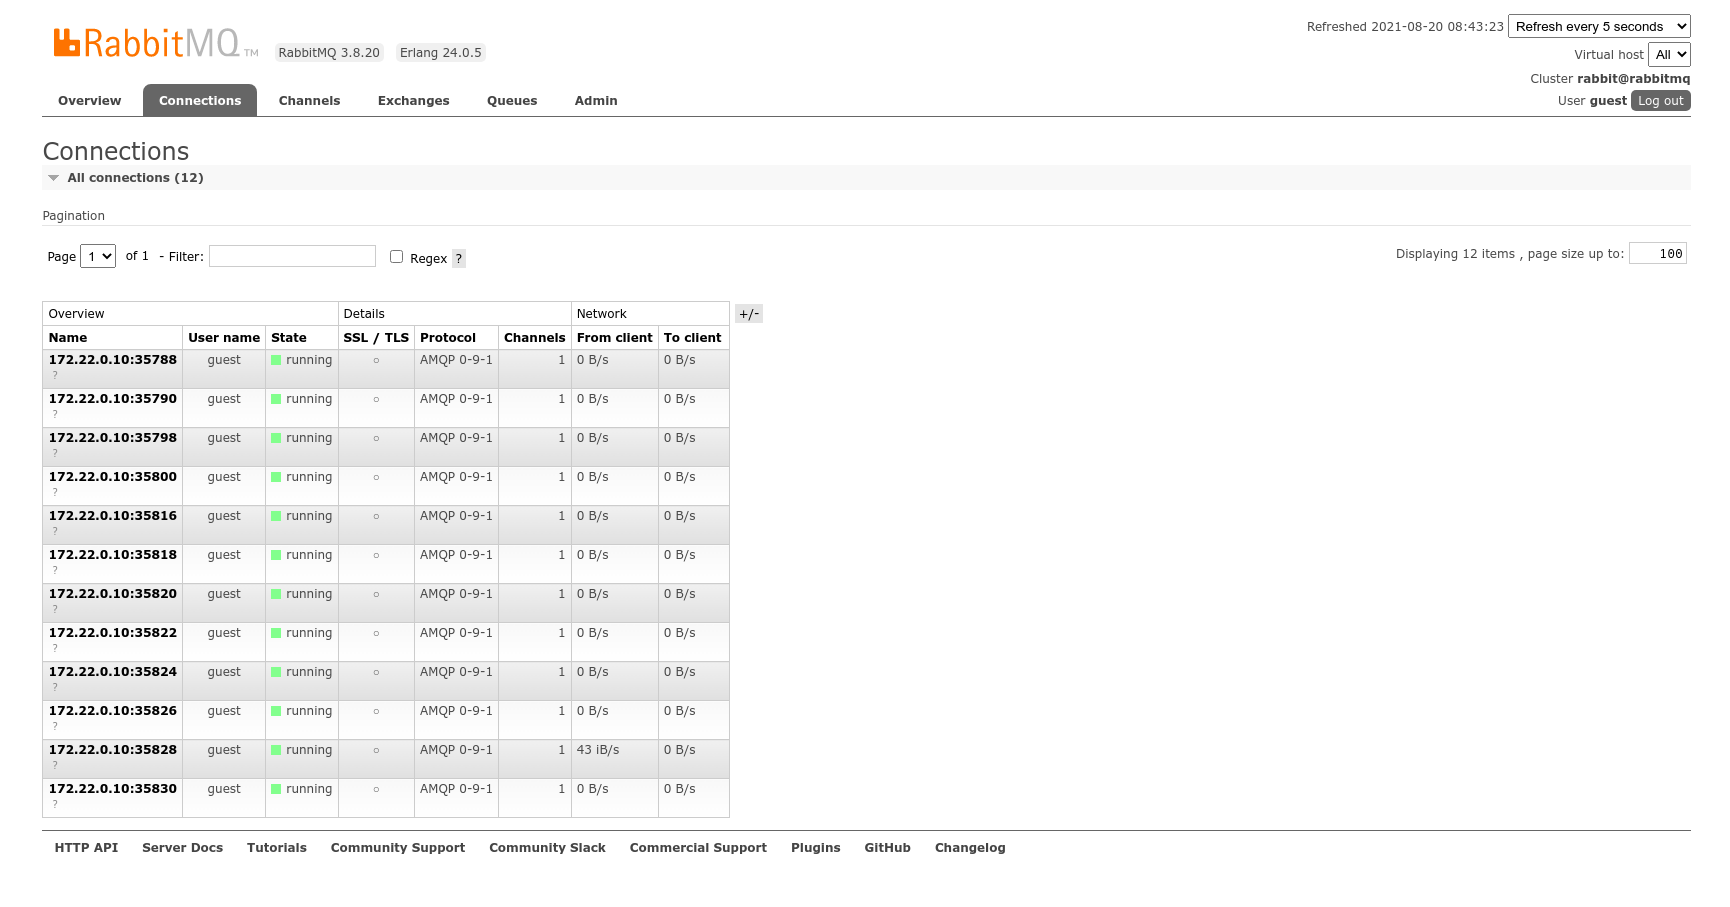 RabbitMQ TM RabbitMQ 3.8.20 Erlang 24.0.5
Refreshed 2021-08-20 08:43:23 Refresh every 5 seconds
Virtual host All
Cluster rabbit@rabbitmq
User guest Log out
Overview Connections Channels Exchanges Queues Admin
Connections
All connections (12)
Pagination
Page 1 of 1 - Filter: Regex ? Displaying 12 items , page size up to: 100
Overview Details Network +/-
Name User name State SSL / TLS Protocol Channels From client To client
172.22.0.10:35788 guest running ○ AMQP 0-9-1 1 0 B/s 0 B/s
?
172.22.0.10:35790 guest running ○ AMQP 0-9-1 1 0 B/s 0 B/s
?
172.22.0.10:35798 guest running ○ AMQP 0-9-1 1 0 B/s 0 B/s
?
172.22.0.10:35800 guest running ○ AMQP 0-9-1 1 0 B/s 0 B/s
?
172.22.0.10:35816 guest running ○ AMQP 0-9-1 1 0 B/s 0 B/s
?
172.22.0.10:35818 guest running ○ AMQP 0-9-1 1 0 B/s 0 B/s
?
172.22.0.10:35820 guest running ○ AMQP 0-9-1 1 0 B/s 0 B/s
?
172.22.0.10:35822 guest running ○ AMQP 0-9-1 1 0 B/s 0 B/s
?
172.22.0.10:35824 guest running ○ AMQP 0-9-1 1 0 B/s 0 B/s
?
172.22.0.10:35826 guest running ○ AMQP 0-9-1 1 0 B/s 0 B/s
?
172.22.0.10:35828 guest running ○ AMQP 0-9-1 1 43 iB/s 0 B/s
?
172.22.0.10:35830 guest running ○ AMQP 0-9-1 1 0 B/s 0 B/s
?
HTTP API Server Docs Tutorials Community Support Community Slack Commercial Support Plugins GitHub Changelog